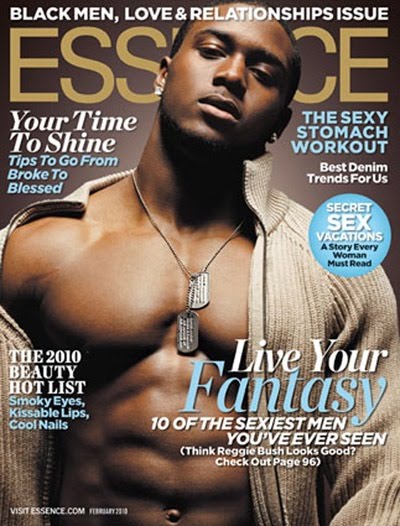 BLACK MEN, LOVE & RELATIONSHIPS ISSUE
ESSENCE
Your Time
To Shine
Tips To Go From
Broke To
Blessed
THE SEXY
STOMACH
WORKOUT
Best Denim
Trends For Us
SECRET
SEX
VACATIONS
A Story Every
Woman
Must Read
THE 2010
BEAUTY
HOT LIST
Smoky Eyes,
Kissable Lips,
Cool Nails
Live Your
Fantasy
10 OF THE SEXIEST MEN
YOU'VE EVER SEEN
(Think Reggie Bush Looks Good?
Check Out Page 96)
VISIT ESSENCE.COM FEBRUARY 2010